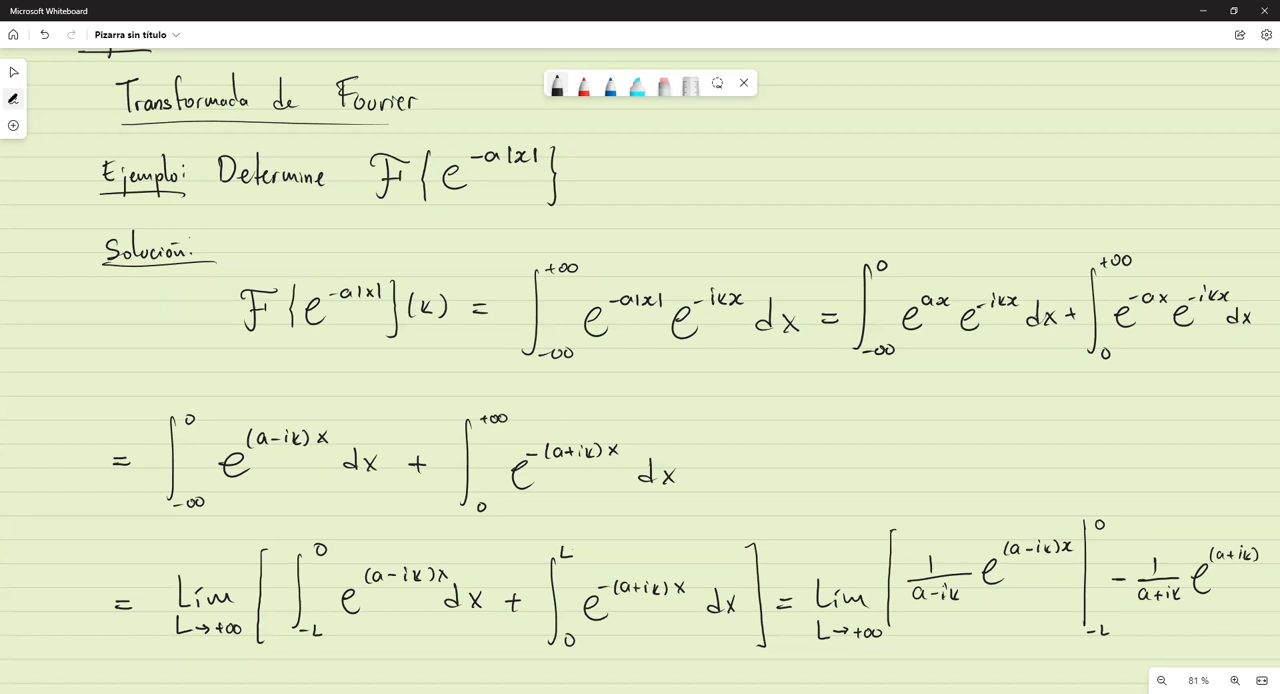 Microsoft Whiteboard
Pizarra sin título
Transformada de Fourier
Ejemplo: Determine ℱ{e^{-a|x|}}
Solución:
ℱ{e^{-a|x|}}(k) = ∫_{-∞}^{+∞} e^{-a|x|} e^{-ikx} dx = ∫_{-∞}^{0} e^{ax} e^{-ikx} dx + ∫_{0}^{+∞} e^{-ax} e^{-ikx} dx
= ∫_{-∞}^{0} e^{(a-ik)x} dx + ∫_{0}^{+∞} e^{-(a+ik)x} dx
= Lím_{L→+∞} [ ∫_{-L}^{0} e^{(a-ik)x} dx + ∫_{0}^{L} e^{-(a+ik)x} dx ] = Lím_{L→+∞} [ 1/(a-ik) e^{(a-ik)x} |_{-L}^{0} - 1/(a+ik) e^{(a+ik)}
81 %